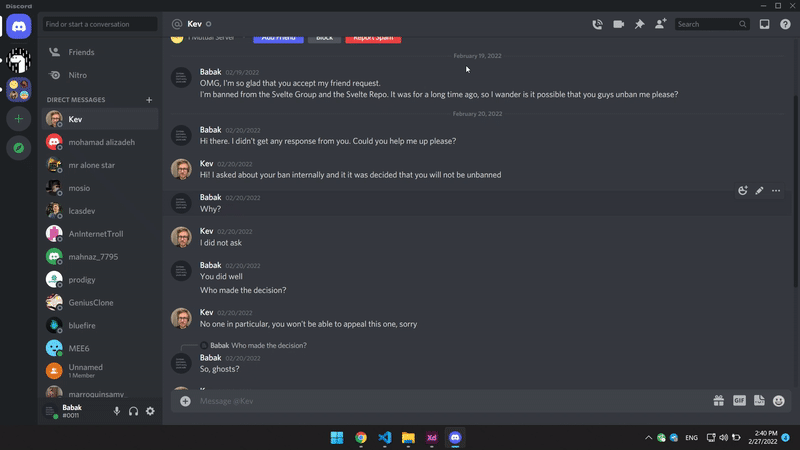 Discord
Find or start a conversation
Kev
Search
Friends
Nitro
DIRECT MESSAGES
Kev
mohamad alizadeh
mr alone star
mosio
lcasdev
AnInternetTroll
mahnaz_7795
prodigy
GeniusClone
bluefire
MEE6
Unnamed
1 Member
marroquinsamy_
Babak
#0011
1 Mutual Server
Add Friend
Block
Report Spam
February 19, 2022
Babak 02/19/2022
OMG, I'm so glad that you accept my friend request.
I'm banned from the Svelte Group and the Svelte Repo. It was for a long time ago, so I wander is it possible that you guys unban me please?
February 20, 2022
Babak 02/20/2022
Hi there. I didn't get any response from you. Could you help me up please?
Kev 02/20/2022
Hi! I asked about your ban internally and it it was decided that you will not be unbanned
Babak 02/20/2022
Why?
Kev 02/20/2022
I did not ask
Babak 02/20/2022
You did well
Who made the decision?
Kev 02/20/2022
No one in particular, you won't be able to appeal this one, sorry
Babak Who made the decision?
Babak 02/20/2022
So, ghosts?
Message @Kev
GIF
Xd
ENG
2:40 PM
2/27/2022